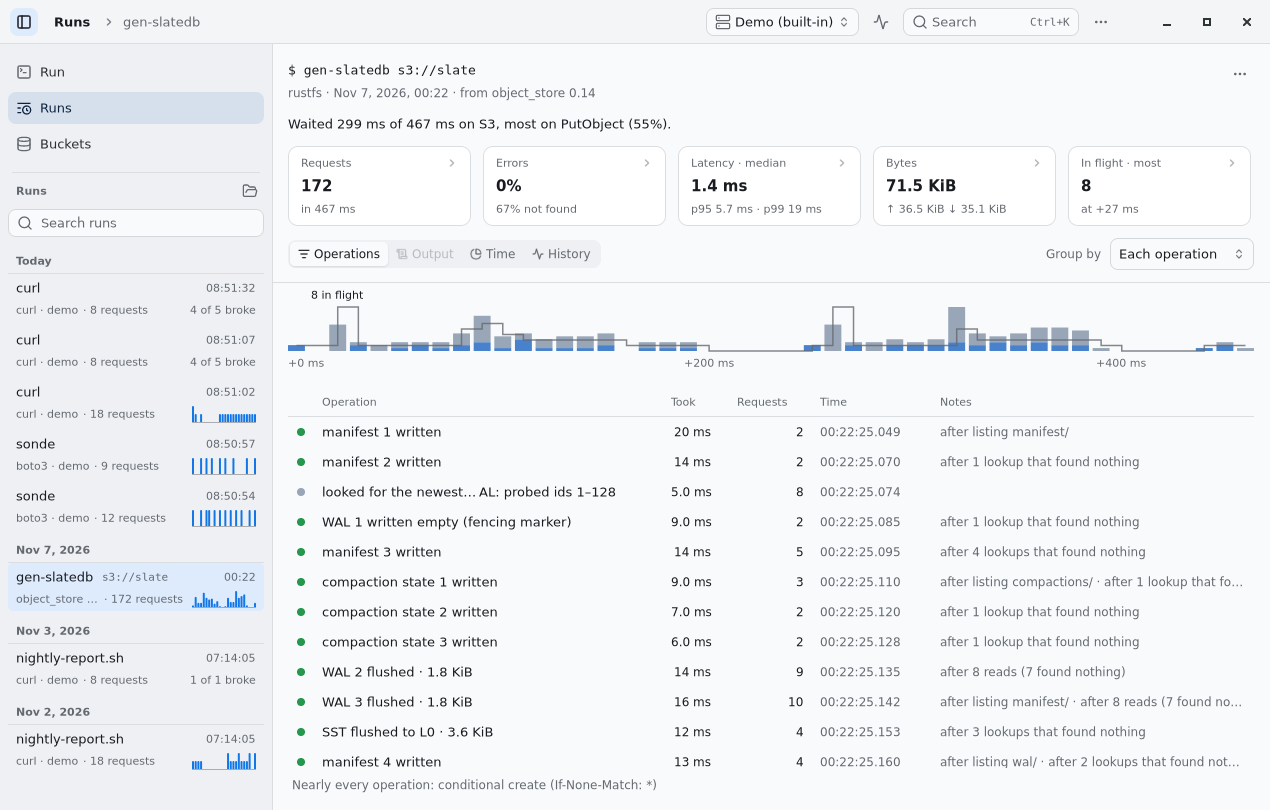 Runs > gen-slatedb
Demo (built-in)
Search Ctrl+K
Run
Runs
Buckets
Runs
Search runs
Today
curl 08:51:32
curl · demo · 8 requests 4 of 5 broke
curl 08:51:07
curl · demo · 8 requests 4 of 5 broke
curl 08:51:02
curl · demo · 18 requests
sonde 08:50:57
boto3 · demo · 9 requests
sonde 08:50:54
boto3 · demo · 12 requests
Nov 7, 2026
gen-slatedb s3://slate 00:22
object_store … · 172 requests
Nov 3, 2026
nightly-report.sh 07:14:05
curl · demo · 8 requests 1 of 1 broke
Nov 2, 2026
nightly-report.sh 07:14:05
curl · demo · 18 requests
$ gen-slatedb s3://slate
rustfs · Nov 7, 2026, 00:22 · from object_store 0.14
Waited 299 ms of 467 ms on S3, most on PutObject (55%).
Requests
172
in 467 ms
Errors
0%
67% not found
Latency · median
1.4 ms
p95 5.7 ms · p99 19 ms
Bytes
71.5 KiB
↑ 36.5 KiB ↓ 35.1 KiB
In flight · most
8
at +27 ms
Operations Output Time History
Group by Each operation
8 in flight
+0 ms +200 ms +400 ms
Operation Took Requests Time Notes
manifest 1 written 20 ms 2 00:22:25.049 after listing manifest/
manifest 2 written 14 ms 2 00:22:25.070 after 1 lookup that found nothing
looked for the newest… AL: probed ids 1–128 5.0 ms 8 00:22:25.074
WAL 1 written empty (fencing marker) 9.0 ms 2 00:22:25.085 after 1 lookup that found nothing
manifest 3 written 14 ms 5 00:22:25.095 after 4 lookups that found nothing
compaction state 1 written 9.0 ms 3 00:22:25.110 after listing compactions/ · after 1 lookup that fo…
compaction state 2 written 7.0 ms 2 00:22:25.120 after 1 lookup that found nothing
compaction state 3 written 6.0 ms 2 00:22:25.128 after 1 lookup that found nothing
WAL 2 flushed · 1.8 KiB 14 ms 9 00:22:25.135 after 8 reads (7 found nothing)
WAL 3 flushed · 1.8 KiB 16 ms 10 00:22:25.142 after listing manifest/ · after 8 reads (7 found no…
SST flushed to L0 · 3.6 KiB 12 ms 4 00:22:25.153 after 3 lookups that found nothing
manifest 4 written 13 ms 4 00:22:25.160 after listing wal/ · after 2 lookups that found not…
Nearly every operation: conditional create (If-None-Match: *)